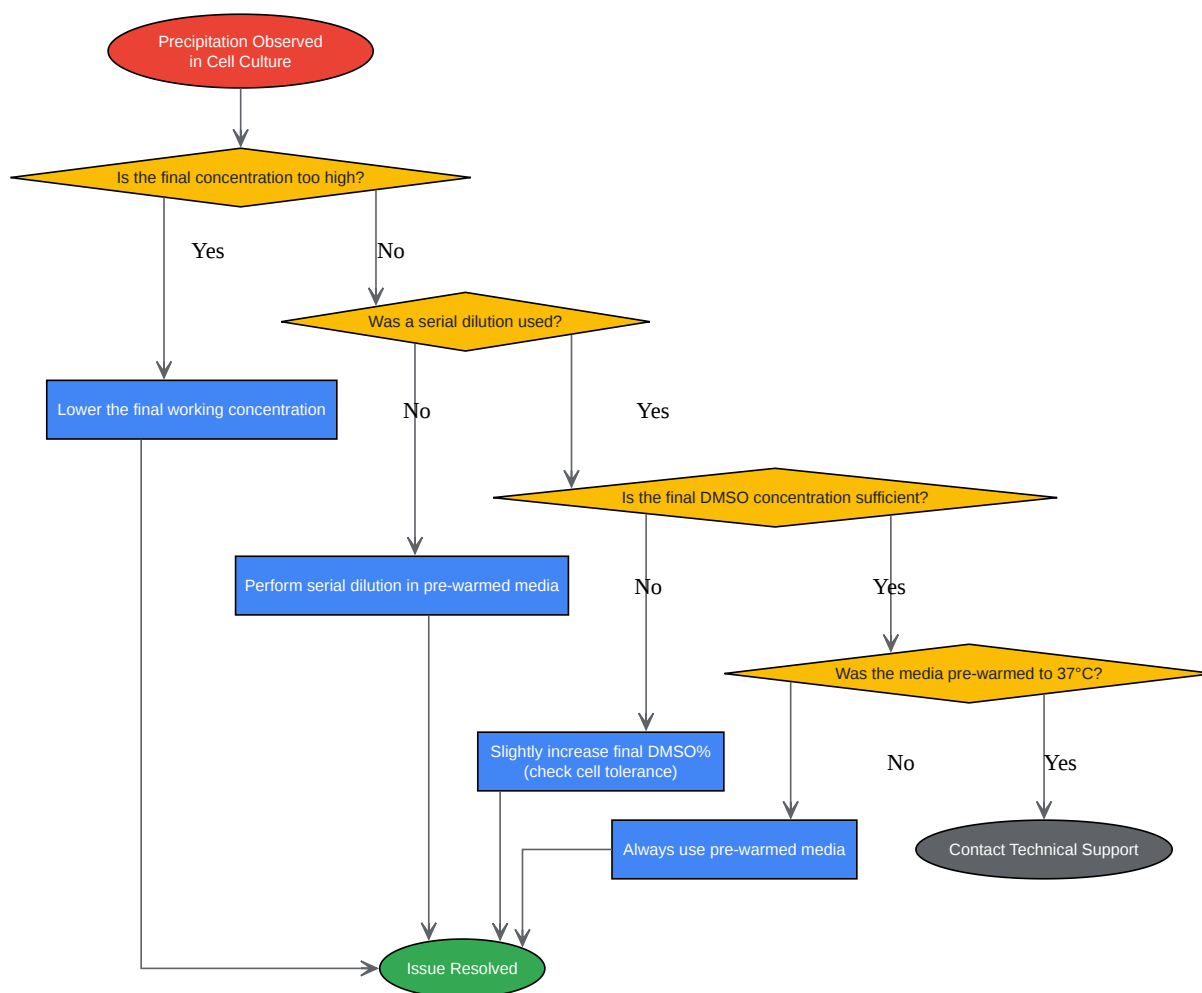 Precipitation Observed
in Cell Culture
Is the final concentration too high?
Yes
No
Was a serial dilution used?
Lower the final working concentration
No
Yes
Is the final DMSO concentration sufficient?
Perform serial dilution in pre-warmed media
No
Yes
Was the media pre-warmed to 37°C?
Slightly increase final DMSO%
(check cell tolerance)
No
Yes
Always use pre-warmed media
Contact Technical Support
Issue Resolved